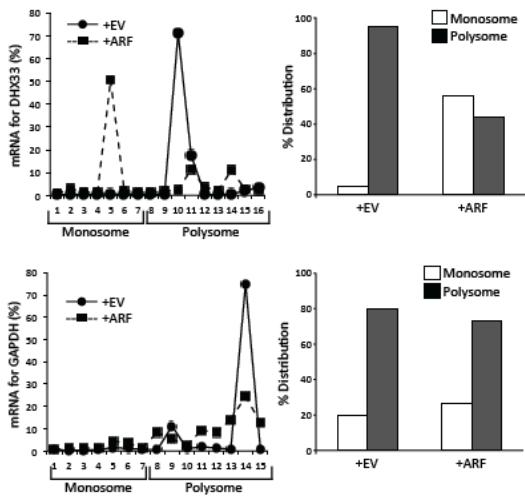 mRNA for DHX33 (%)
80
70
60
50
40
30
20
10
0
+EV
+ARF
1 2 3 4 5 6 7 8 9 10 11 12 13 14 15 16
Monosome Polysome
% Distribution
100
80
60
40
20
0
Monosome
Polysome
+EV +ARF
mRNA for GAPDH (%)
80
70
60
50
40
30
20
10
0
+EV
+ARF
1 2 3 4 5 6 7 8 9 10 11 12 13 14 15
Monosome Polysome
% Distribution
100
80
60
40
20
0
Monosome
Polysome
+EV +ARF